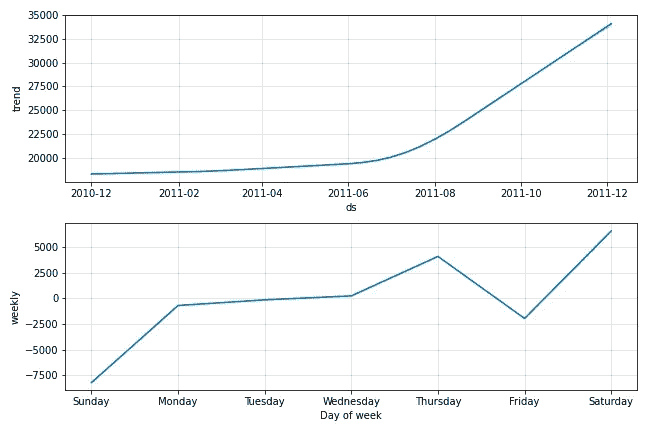 35000
32500
30000
27500
25000
22500
20000
trend
2010-12 2011-02 2011-04 2011-06 2011-08 2011-10 2011-12
ds
5000
2500
0
−2500
−5000
−7500
weekly
Sunday Monday Tuesday Wednesday Thursday Friday Saturday
Day of week